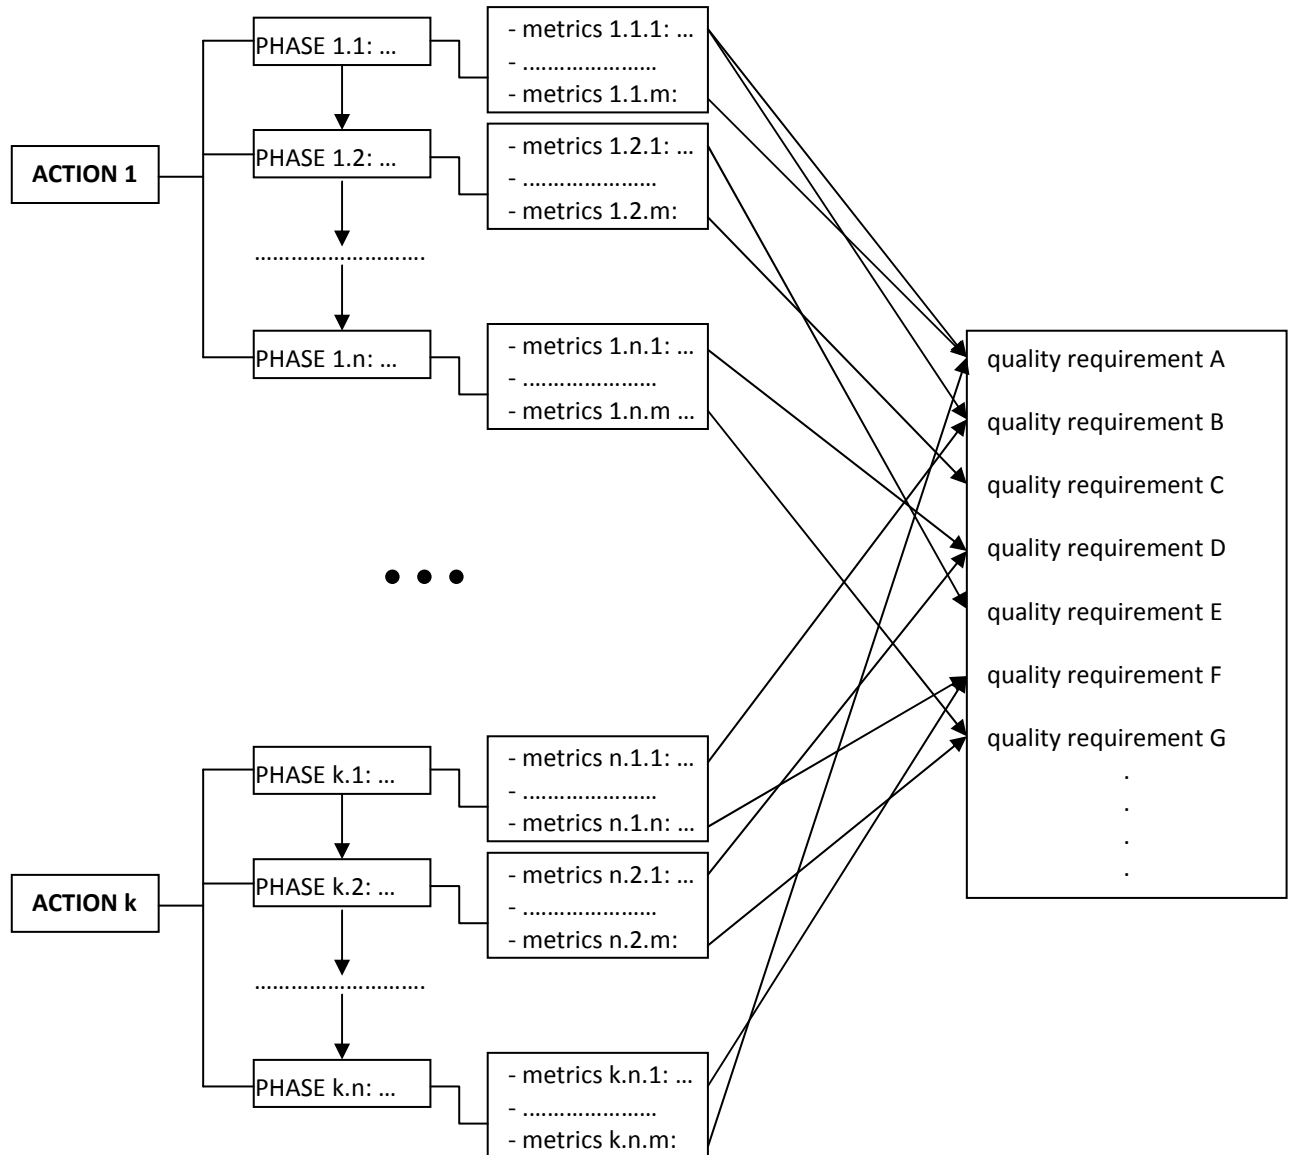 ACTION 1
PHASE 1.1: ...
- metrics 1.1.1: ...
- ......................
- metrics 1.1.m:
PHASE 1.2: ...
- metrics 1.2.1: ...
- ......................
- metrics 1.2.m:
............................
PHASE 1.n: ...
- metrics 1.n.1: ...
- ......................
- metrics 1.n.m ...
• • •
ACTION k
PHASE k.1: ...
- metrics n.1.1: ...
- ......................
- metrics n.1.n: ...
PHASE k.2: ...
- metrics n.2.1: ...
- ......................
- metrics n.2.m:
............................
PHASE k.n: ...
- metrics k.n.1: ...
- ......................
- metrics k.n.m:
quality requirement A
quality requirement B
quality requirement C
quality requirement D
quality requirement E
quality requirement F
quality requirement G
.
.
.
.